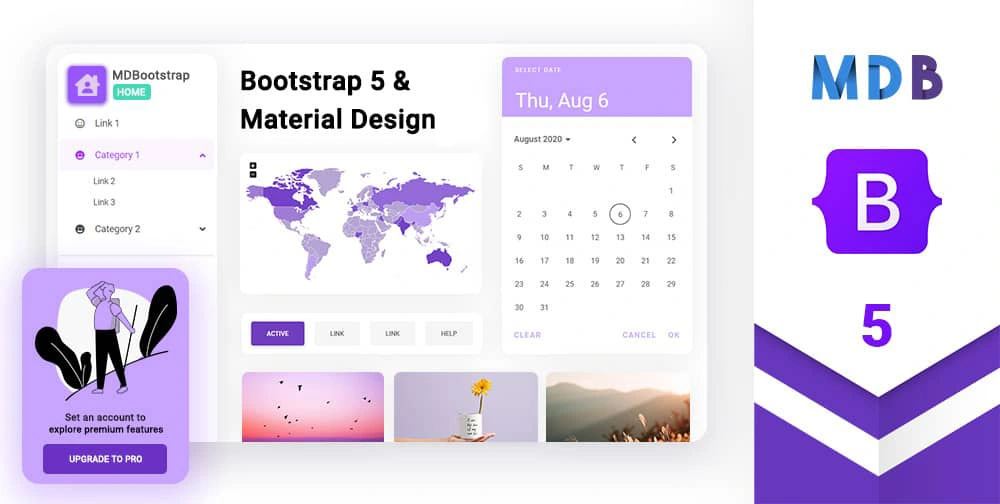 MDBootstrap
HOME
Link 1
Category 1
Link 2
Link 3
Category 2
Set an account to
explore premium features
UPGRADE TO PRO
Bootstrap 5 &
Material Design
+
-
ACTIVE
LINK
LINK
HELP
SELECT DATE
Thu, Aug 6
August 2020
S M T W T F S
1
2 3 4 5 6 7 8
9 10 11 12 13 14 15
16 17 18 19 20 21 22
23 24 25 26 27 28 29
30 31
CLEAR CANCEL OK
MDB
B
5